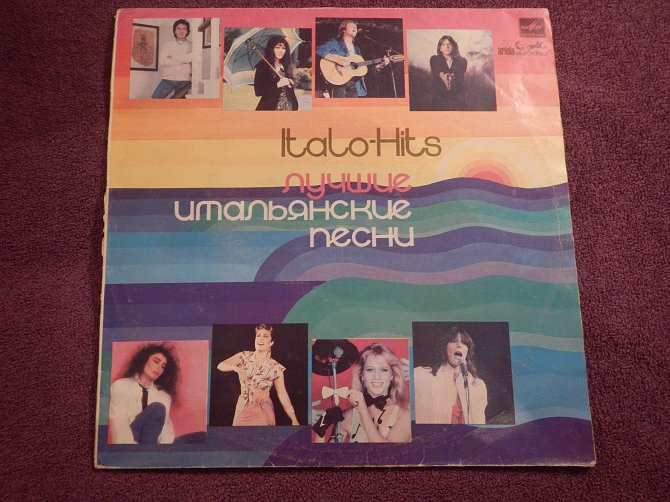 Italo-Hits
лучшие
итальянские
песни